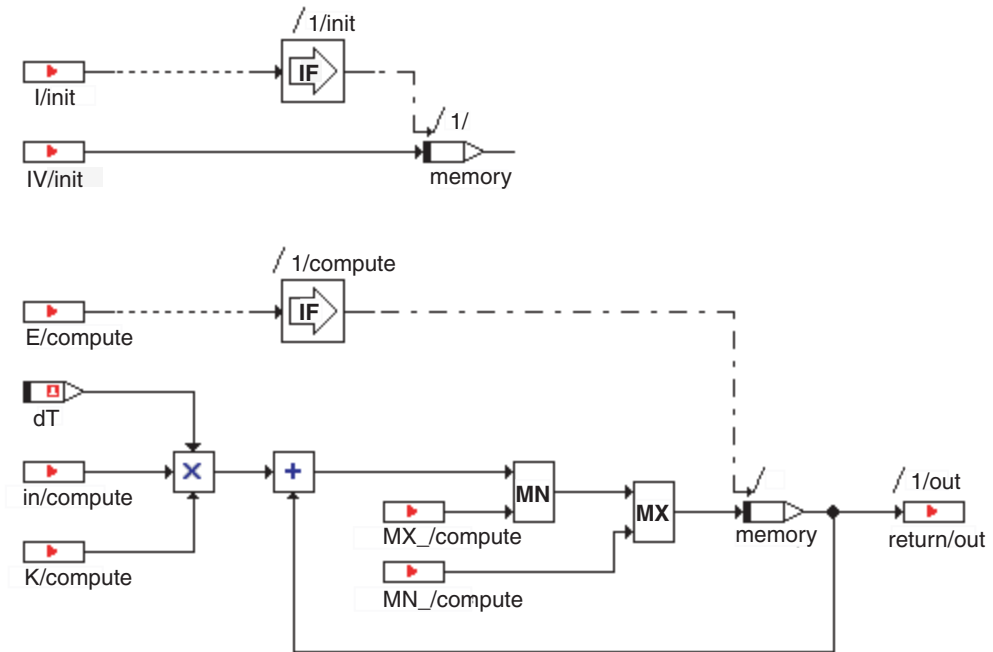 / 1/init
IF
I/init
/ 1/
IV/init
memory
/ 1/compute
IF
E/compute
dT
/
/ 1/out
X
+
in/compute
MN
MX
MX_/compute
memory
return/out
K/compute
MN_/compute